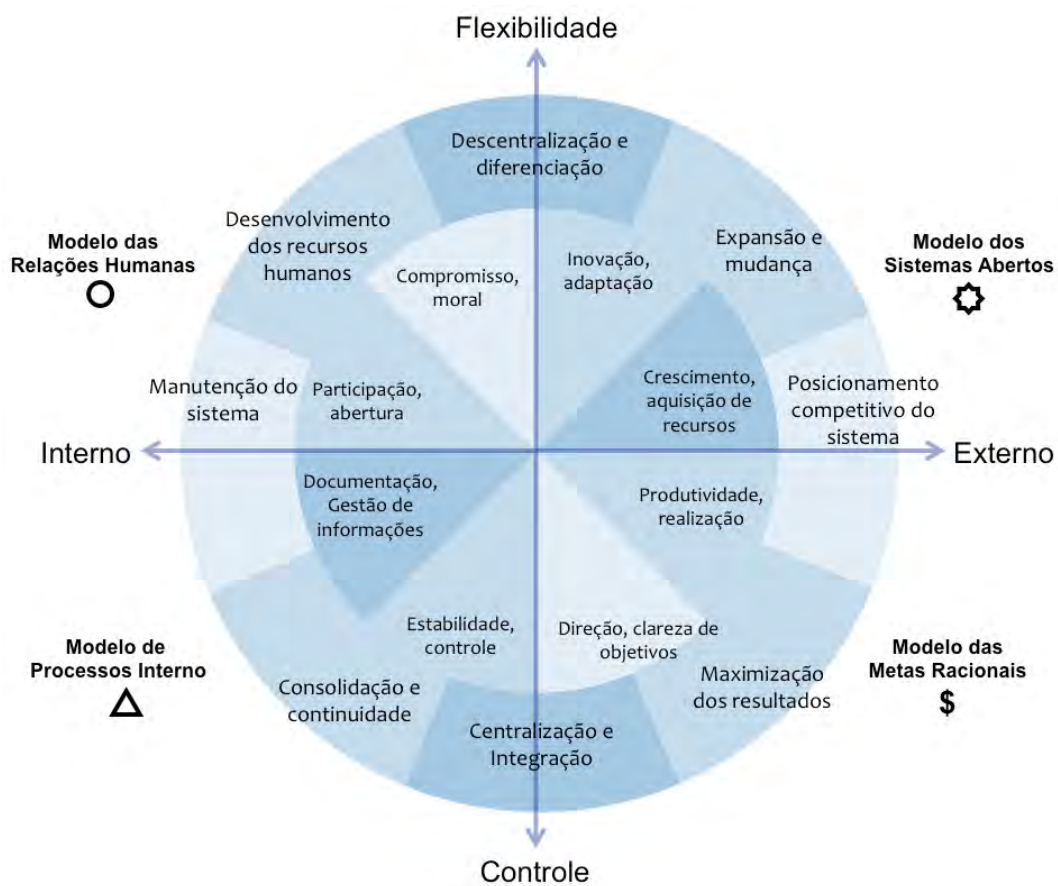 Flexibilidade
Descentralização e
diferenciação
Desenvolvimento
dos recursos
humanos
Expansão e
mudança
Modelo das
Relações Humanas
Modelo dos
Sistemas Abertos
Compromisso,
moral
Inovação,
adaptação
Manutenção do
sistema
Participação,
abertura
Crescimento,
aquisição de
recursos
Posicionamento
competitivo do
sistema
Interno
Externo
Documentação,
Gestão de
informações
Produtividade,
realização
Estabilidade,
controle
Direção, clareza de
objetivos
Modelo de
Processos Interno
Modelo das
Metas Racionais
$
Consolidação e
continuidade
Maximização
dos resultados
Centralização e
Integração
Controle